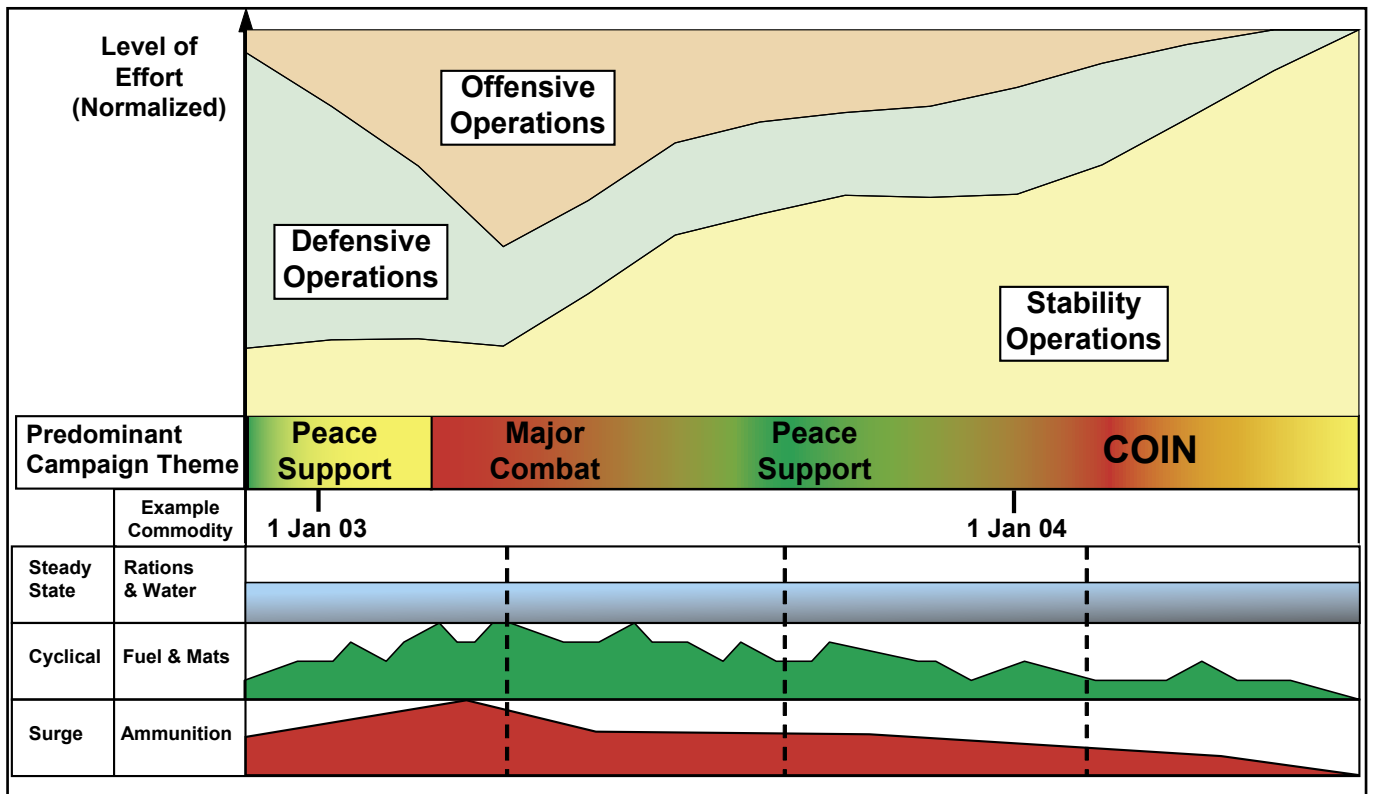 Level of
Effort
(Normalized)
Offensive
Operations
Defensive
Operations
Stability
Operations
Predominant
Campaign Theme
Peace
Support
Major
Combat
Peace
Support
COIN
Example
Commodity
1 Jan 03
1 Jan 04
Steady
State
Rations
& Water
Cyclical
Fuel & Mats
Surge
Ammunition